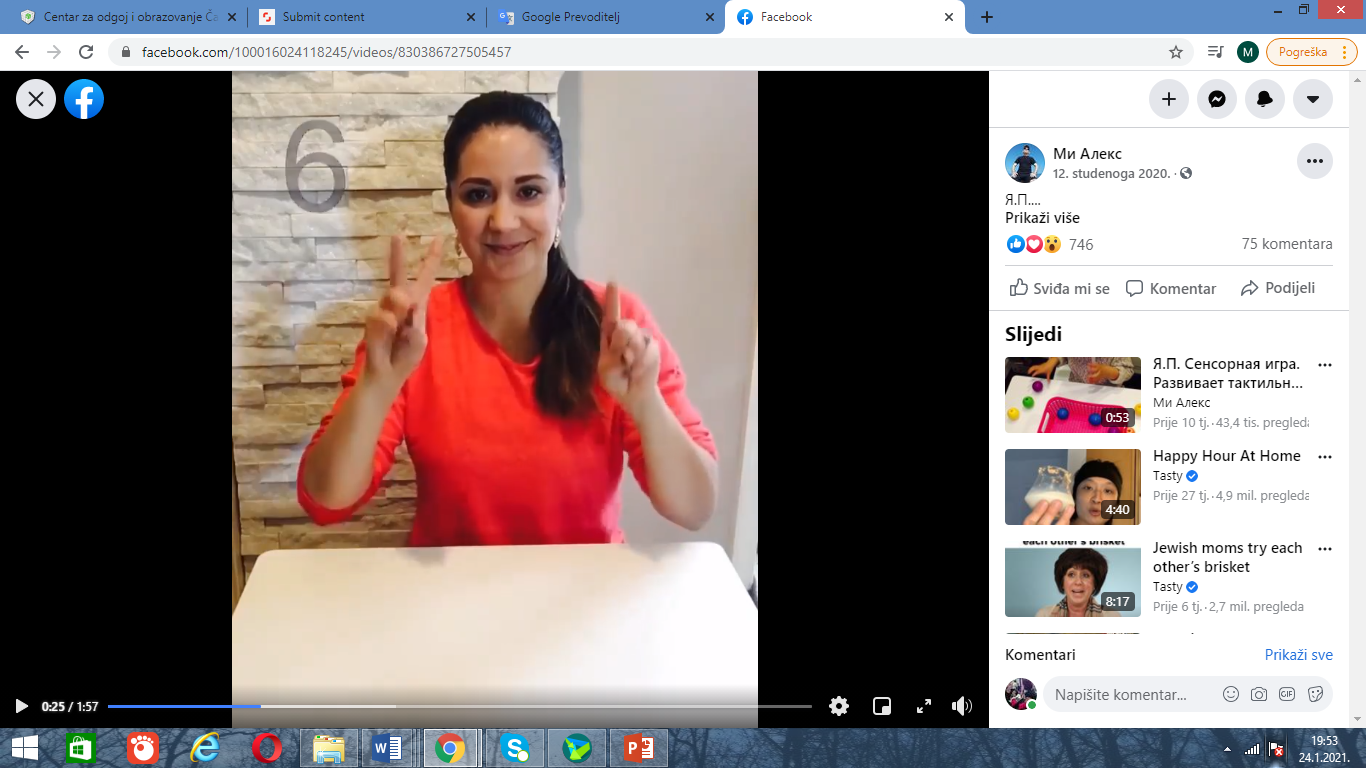 Centar za odgoj i obrazovanje Ča
Submit content
Google Prevoditelj
Facebook
facebook.com/100016024118245/videos/830386727505457
M
Pogreška
6
Ми Алекс
12. studenoga 2020. ·
Я.П....
Prikaži više
746
75 komentara
Sviđa mi se
Komentar
Podijeli
Slijedi
Я.П. Сенсорная игра.
Развивает тактильн...
Ми Алекс
Prije 10 tj. · 43,4 tis. pregleda
0:53
Happy Hour At Home
Tasty
Prije 27 tj. · 4,9 mil. pregleda
4:40
each other's brisket
Jewish moms try each
other's brisket
Tasty
Prije 6 tj. · 2,7 mil. pregleda
8:17
Komentari
Prikaži sve
Napišite komentar...
GIF
0:25 / 1:57
19:53
24.1.2021.